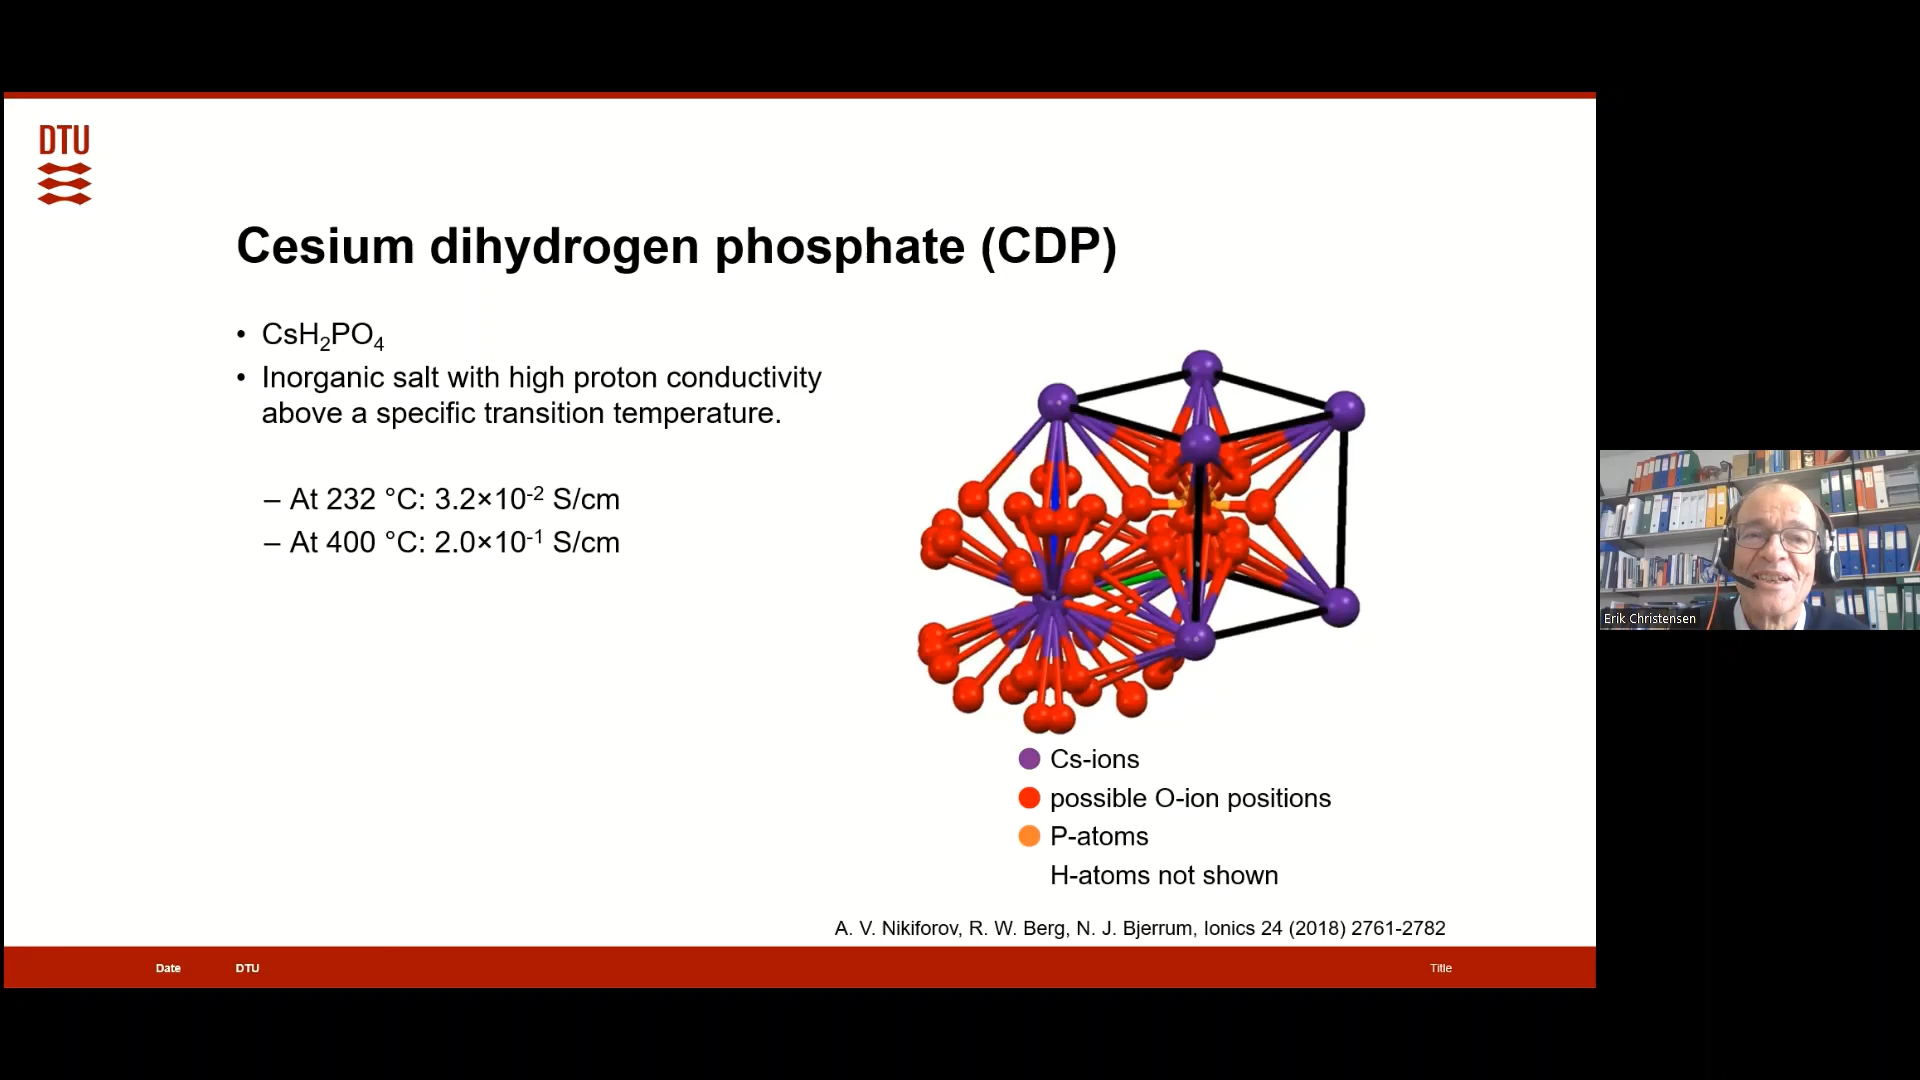 DTU
Cesium dihydrogen phosphate (CDP)
• CsH₂PO₄
• Inorganic salt with high proton conductivity
above a specific transition temperature.
– At 232 °C: 3.2×10⁻² S/cm
– At 400 °C: 2.0×10⁻¹ S/cm
Cs-ions
possible O-ion positions
P-atoms
H-atoms not shown
A. V. Nikiforov, R. W. Berg, N. J. Bjerrum, Ionics 24 (2018) 2761-2782
Date DTU Title
Erik Christensen